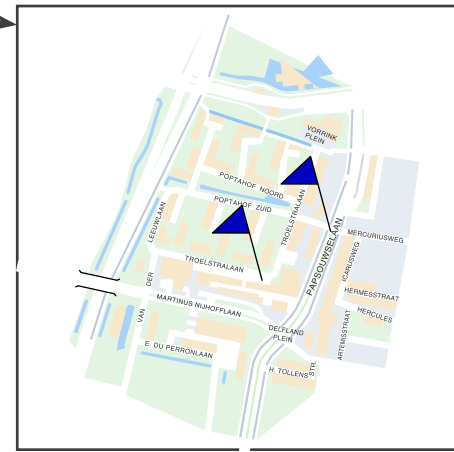 VORRINK
PLEIN
POPTAHOF NOORD
POPTAHOF ZUID
TROELSTRALAAN
LEEUWLAAN
PAPSOUWSELAAN
MERCURIUSWEG
ICARUSWEG
TROELSTRALAAN
DER
HERMESSTRAAT
MARTINUS NIJHOFFLAAN
HERCULES
VAN
ARTEMISSTRAAT
DELFLAND
PLEIN
E. DU PERRONLAAN
H. TOLLENS STR.